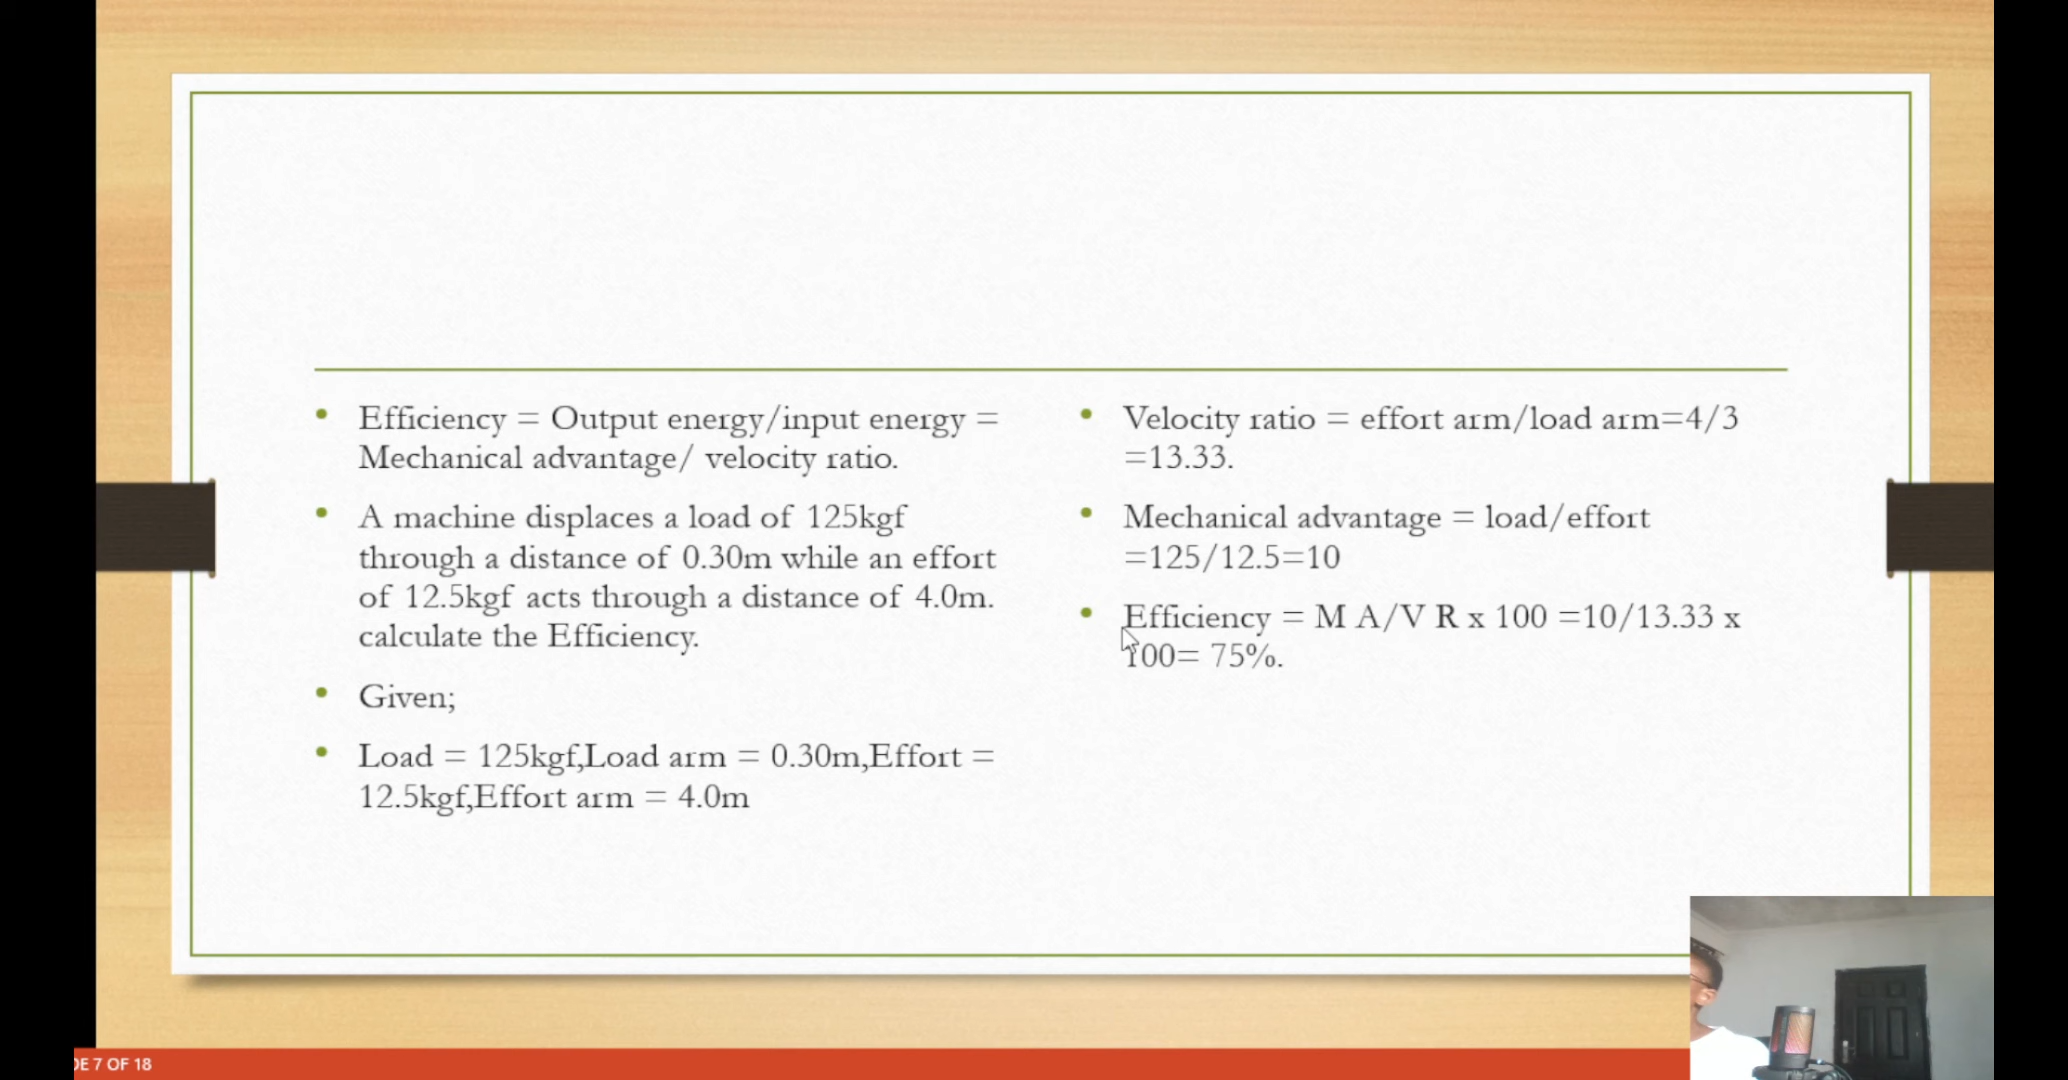 • Efficiency = Output energy/input energy =
Mechanical advantage/ velocity ratio.
• A machine displaces a load of 125kgf
through a distance of 0.30m while an effort
of 12.5kgf acts through a distance of 4.0m.
calculate the Efficiency.
• Given;
• Load = 125kgf,Load arm = 0.30m,Effort =
12.5kgf,Effort arm = 4.0m
• Velocity ratio = effort arm/load arm=4/3
=13.33.
• Mechanical advantage = load/effort
=125/12.5=10
• Efficiency = M A/V R x 100 =10/13.33 x
100= 75%.
DE 7 OF 18